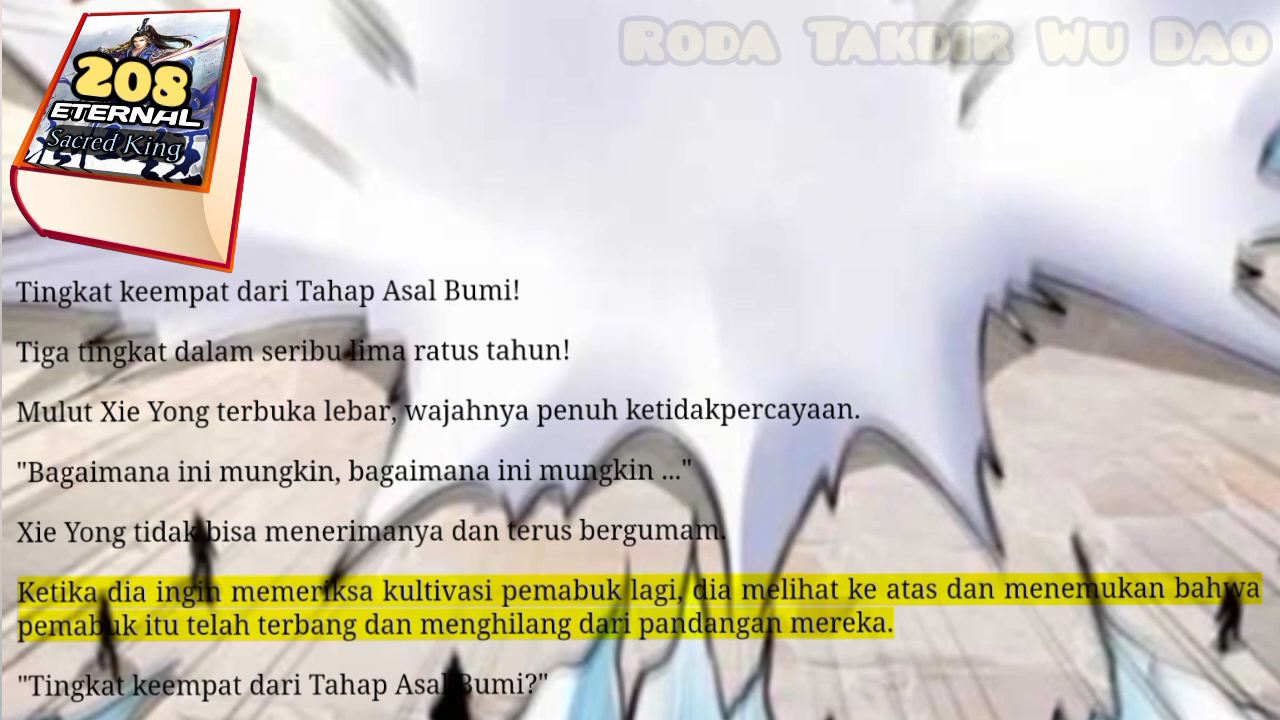 Roda Takdir Wu Dao
208
ETERNAL
Sacred King
Tingkat keempat dari Tahap Asal Bumi!
Tiga tingkat dalam seribu lima ratus tahun!
Mulut Xie Yong terbuka lebar, wajahnya penuh ketidakpercayaan.
"Bagaimana ini mungkin, bagaimana ini mungkin ..."
Xie Yong tidak bisa menerimanya dan terus bergumam.
Ketika dia ingin memeriksa kultivasi pemabuk lagi, dia melihat ke atas dan menemukan bahwa
pemabuk itu telah terbang dan menghilang dari pandangan mereka.
"Tingkat keempat dari Tahap Asal Bumi?"